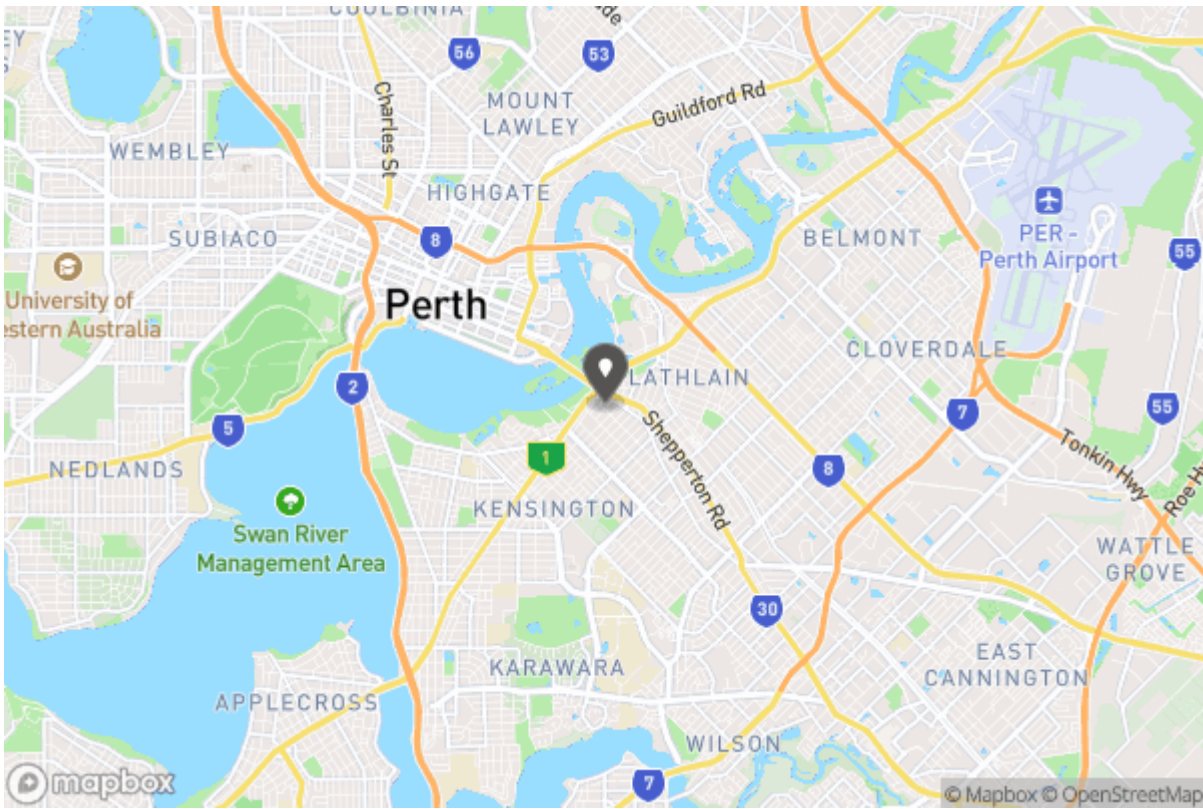 COOLBINIA
56
53
MOUNT
LAWLEY
Charles St
Guildford Rd
WEMBLEY
HIGHGATE
SUBIACO
8
BELMONT
PER -
Perth Airport
55
University of
estern Australia
Perth
CLOVERDALE
LATHLAIN
2
5
7
55
Shepperton Rd
Tonkin Hwy
NEDLANDS
1
8
KENSINGTON
Roe H
Swan River
Management Area
WATTLE
GROVE
30
KARAWARA
EAST
CANNINGTON
APPLECROSS
WILSON
7
mapbox
© Mapbox © OpenStreetMap